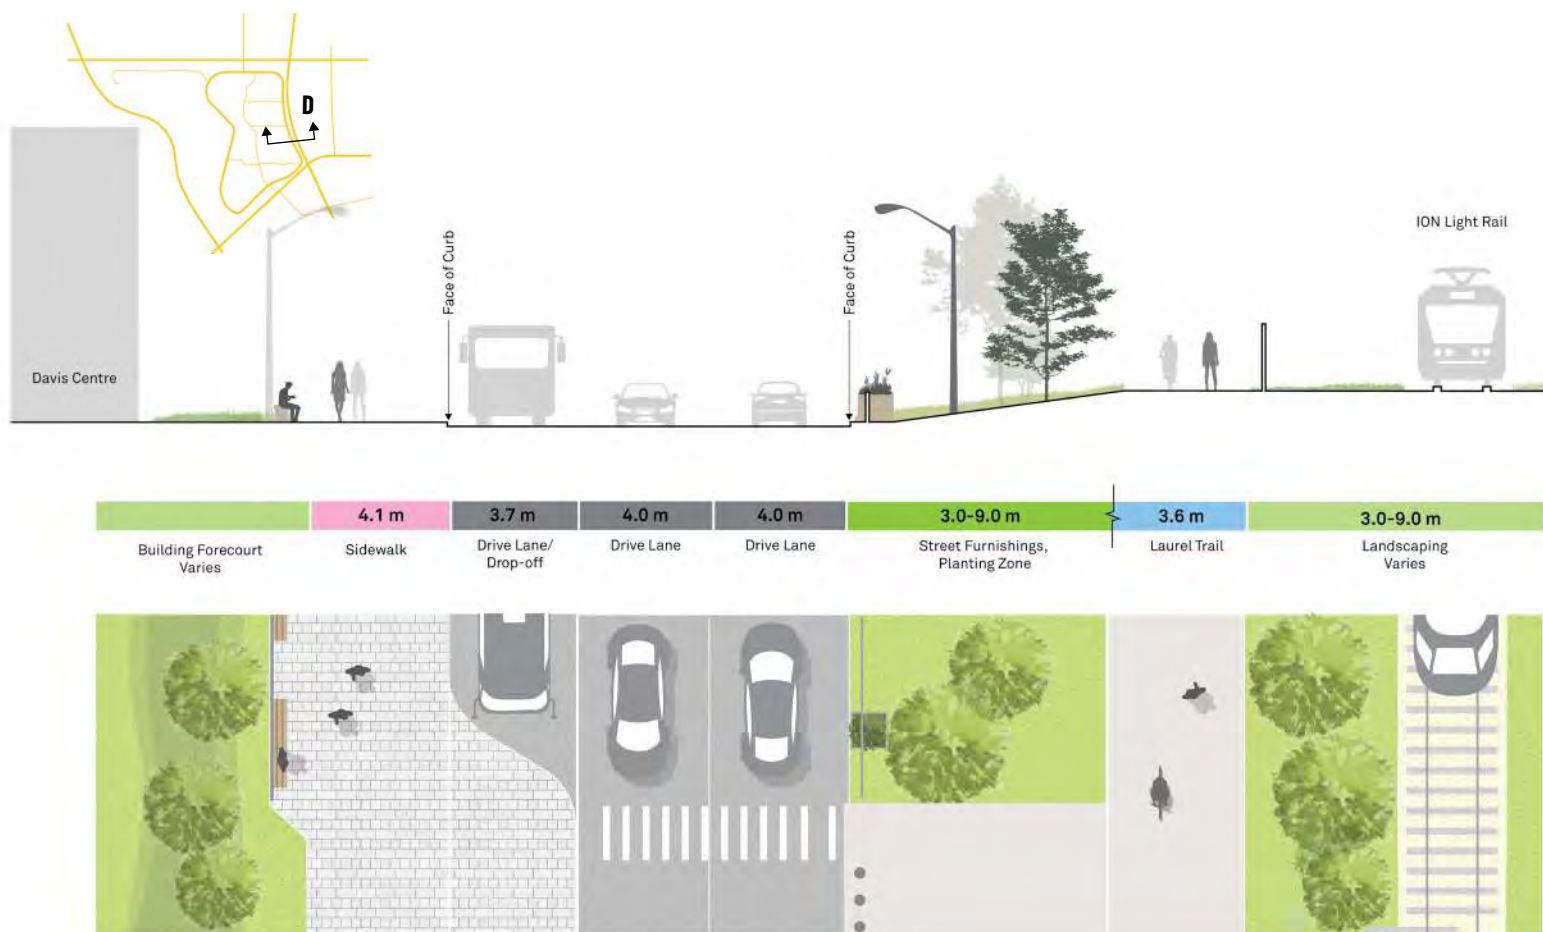 D
ION Light Rail
Face of Curb
Face of Curb
Davis Centre
4.1 m
3.7 m
4.0 m
4.0 m
3.0-9.0 m
3.6 m
3.0-9.0 m
Building Forecourt
Varies
Sidewalk
Drive Lane/
Drop-off
Drive Lane
Drive Lane
Street Furnishings,
Planting Zone
Laurel Trail
Landscaping
Varies